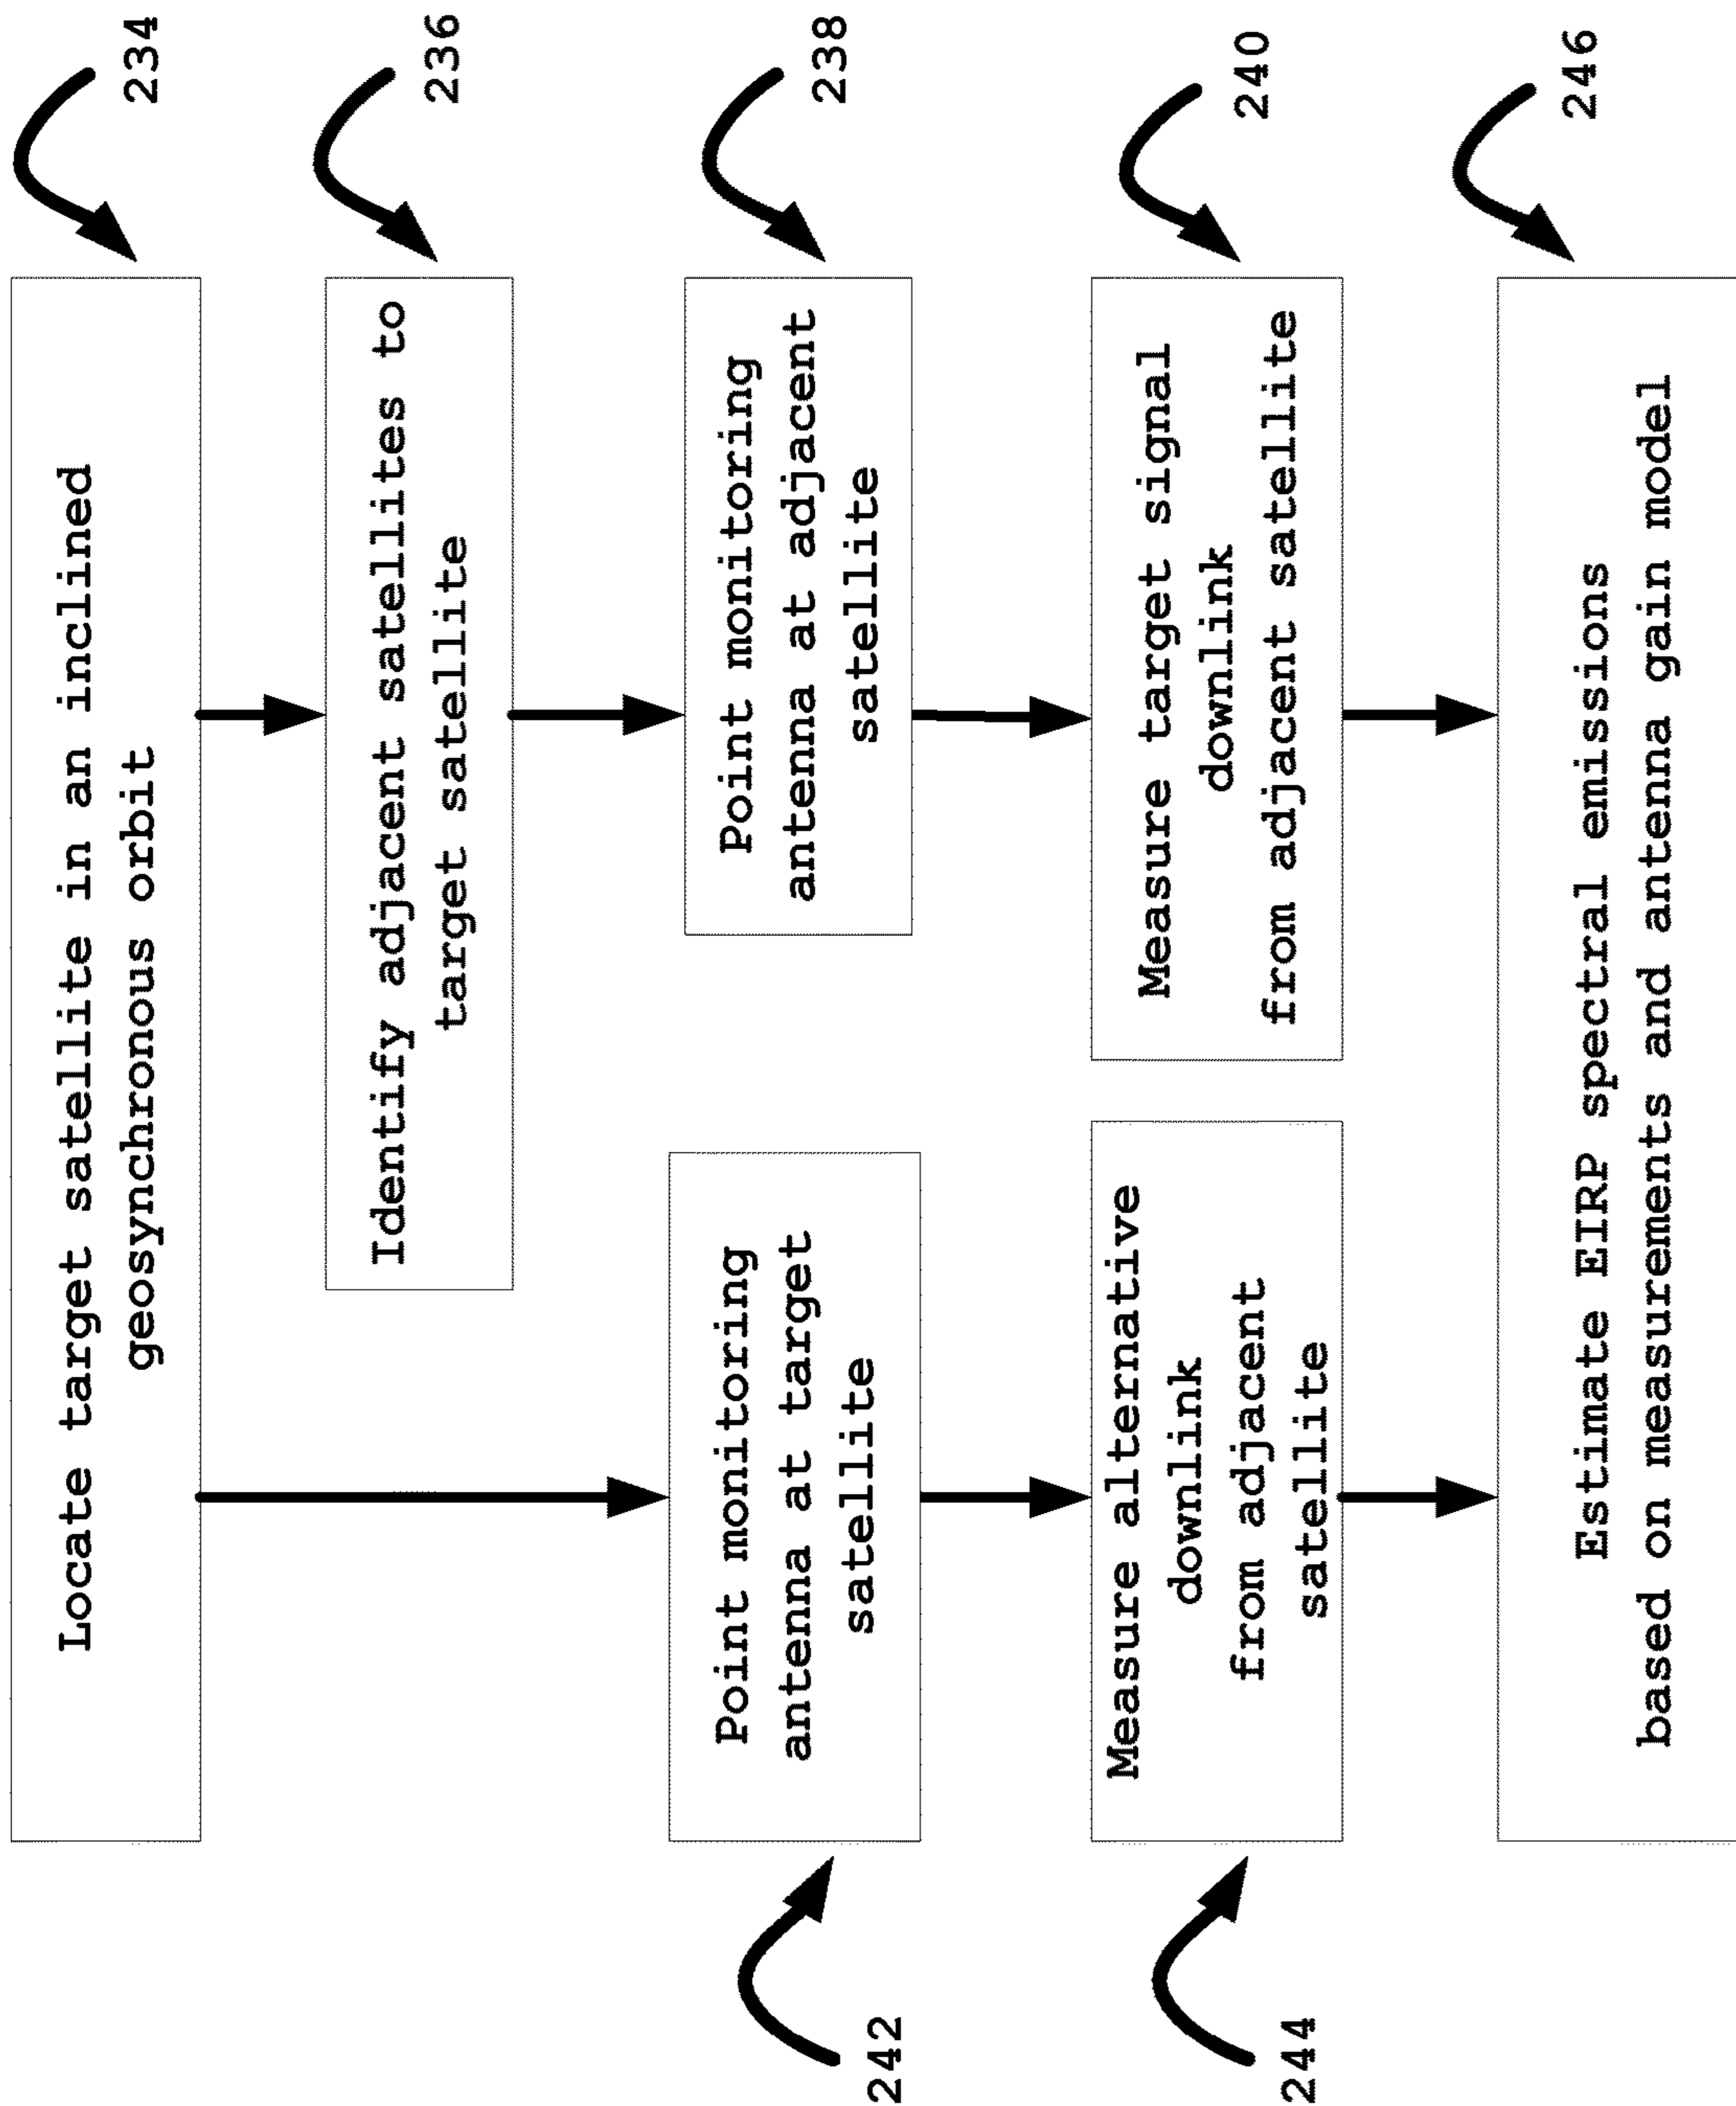 Locate target satellite in an inclined
geosynchronous orbit
234
Identify adjacent satellites to
target satellite
236
Point monitoring
antenna at adjacent
satellite
238
Measure target signal
downlink
from adjacent satellite
240
242
Point monitoring
antenna at target
satellite
244
Measure alternative
downlink
from adjacent
satellite
Estimate EIRP spectral emissions
based on measurements and antenna gain model
246